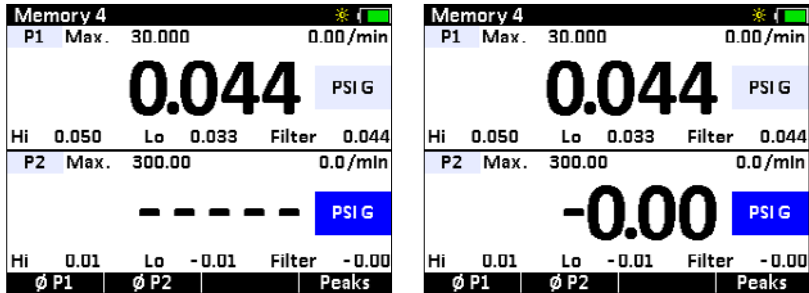 Memory 4
P1 Max. 30.000 0.00/min
0.044 PSI G
Hi 0.050 Lo 0.033 Filter 0.044
P2 Max. 300.00 0.0/min
- - - - - PSI G
Hi 0.01 Lo -0.01 Filter -0.00
ø P1 ø P2 Peaks
Memory 4
P1 Max. 30.000 0.00/min
0.044 PSI G
Hi 0.050 Lo 0.033 Filter 0.044
P2 Max. 300.00 0.0/min
-0.00 PSI G
Hi 0.01 Lo -0.01 Filter -0.00
ø P1 ø P2 Peaks